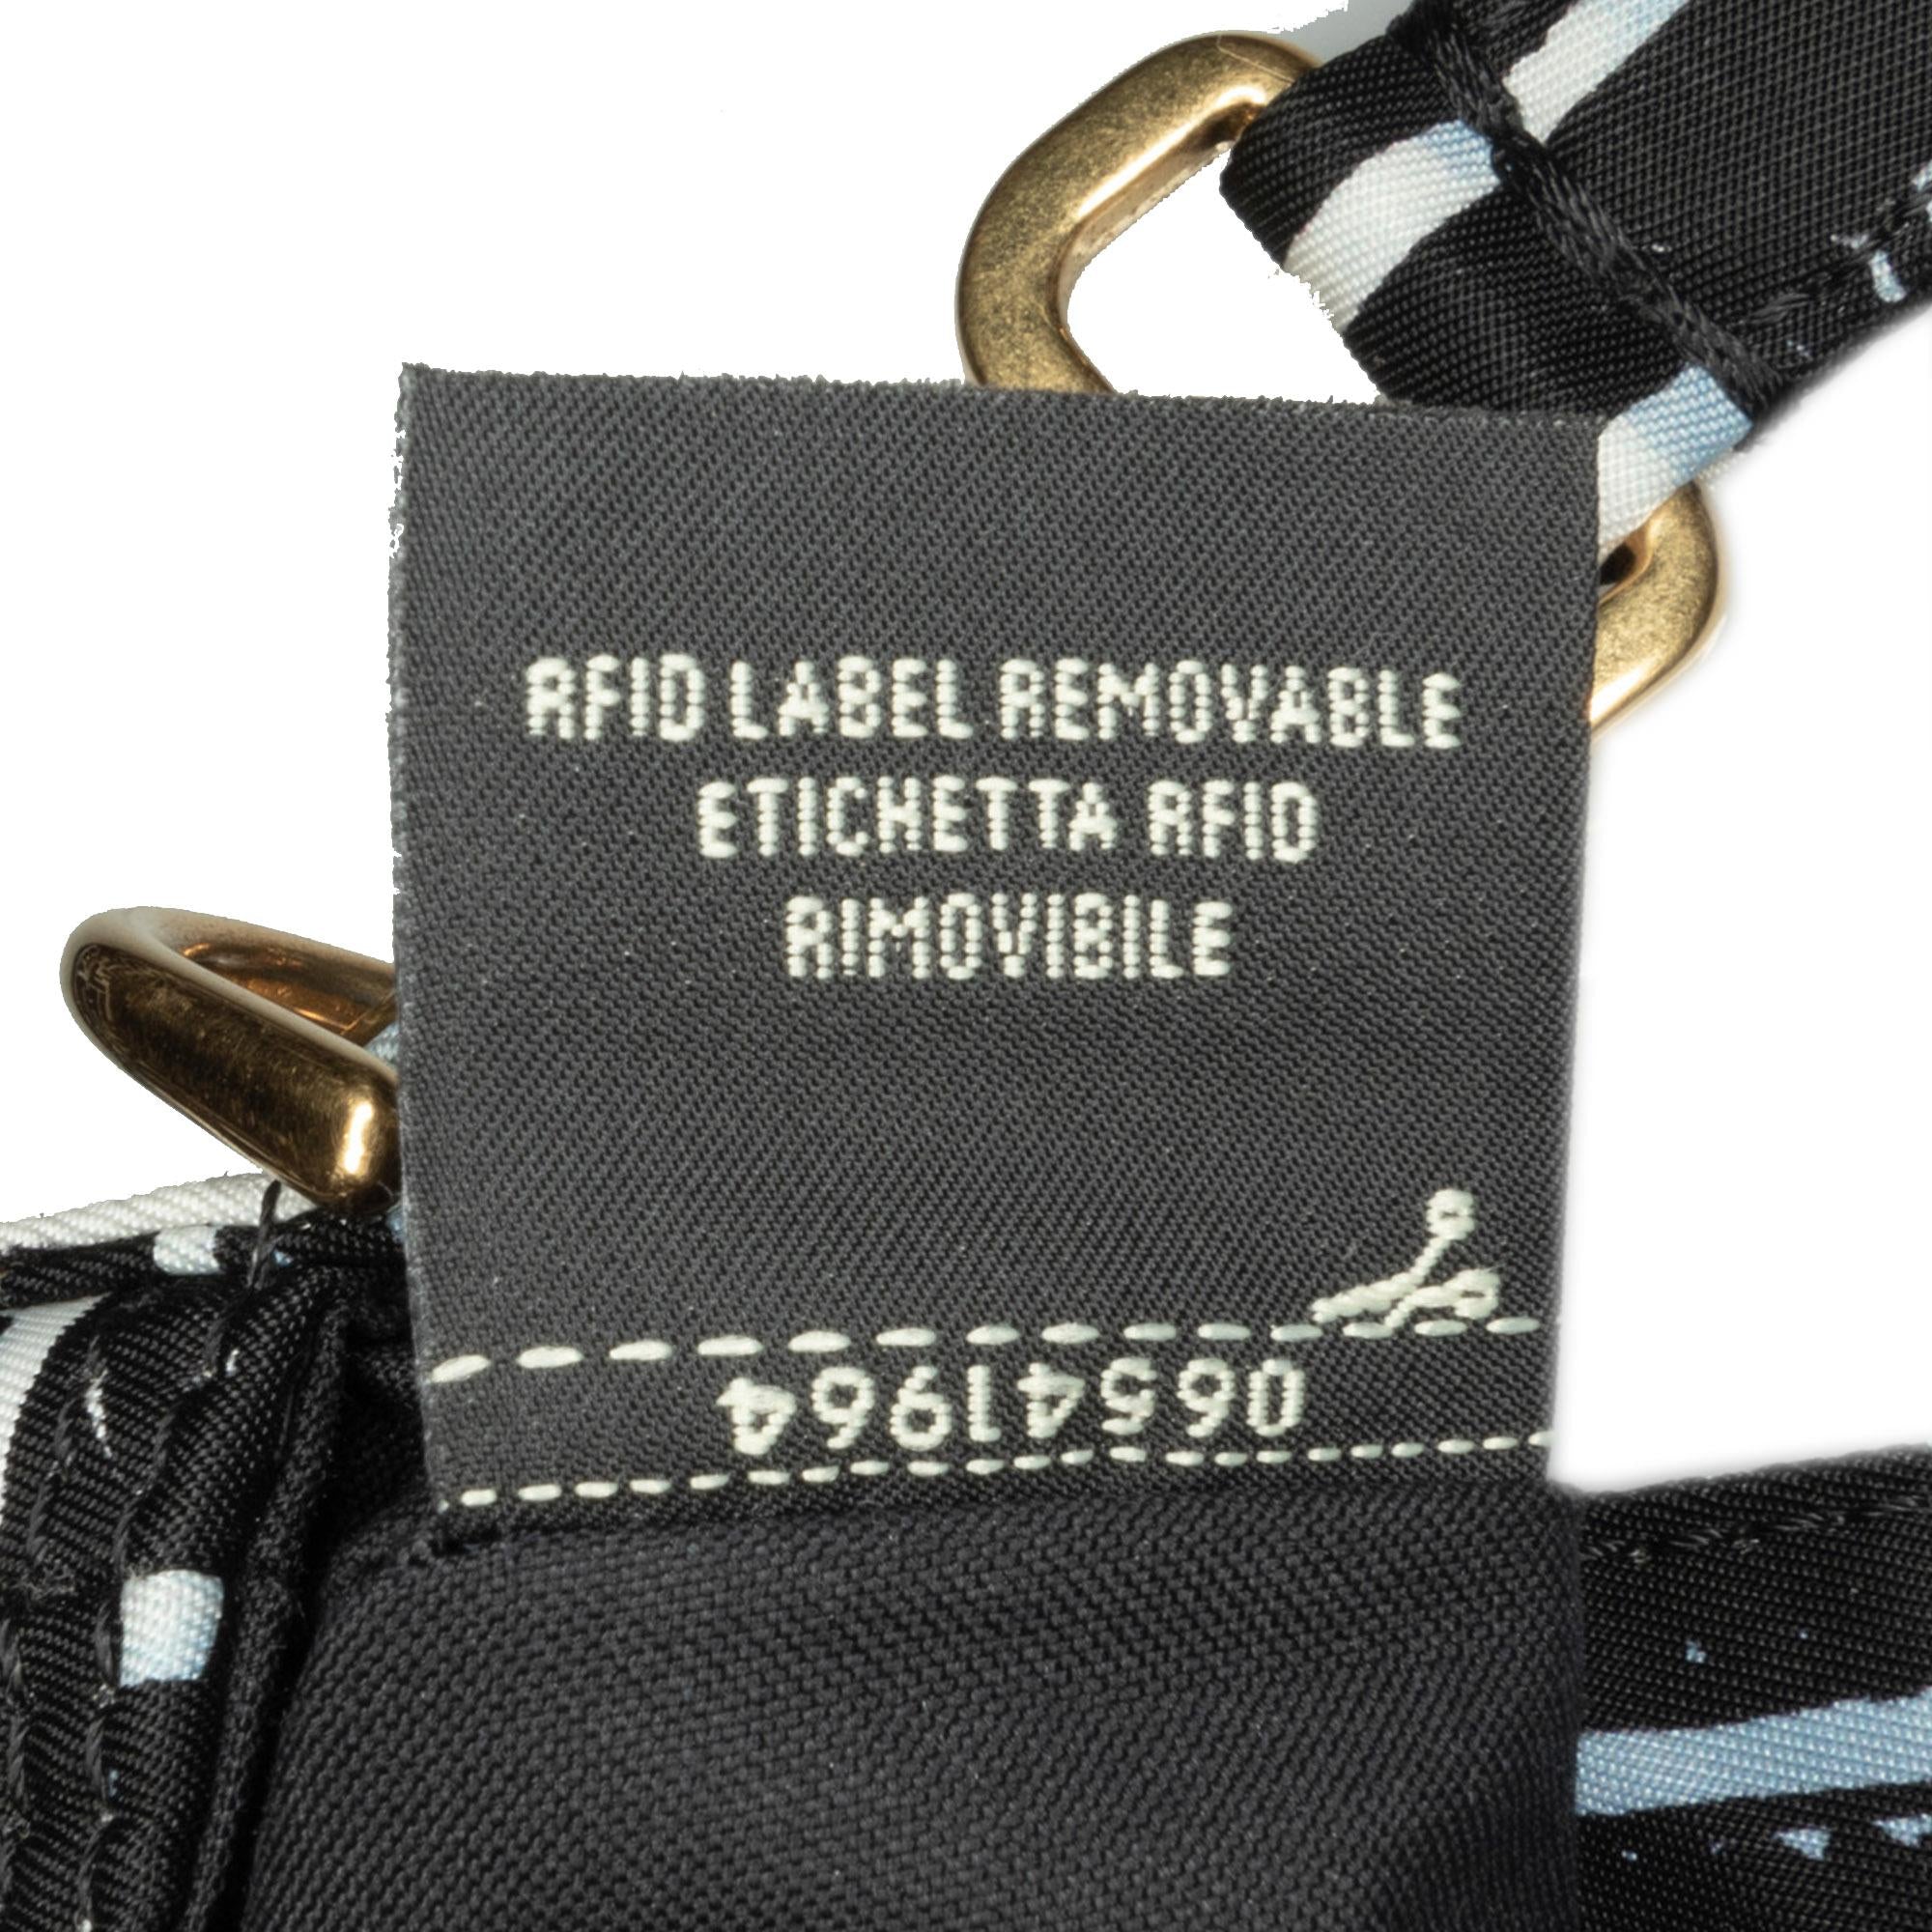 RFID LABEL REMOVABLE
ETICHETTA RFID
RIMOVIBILE
06541964